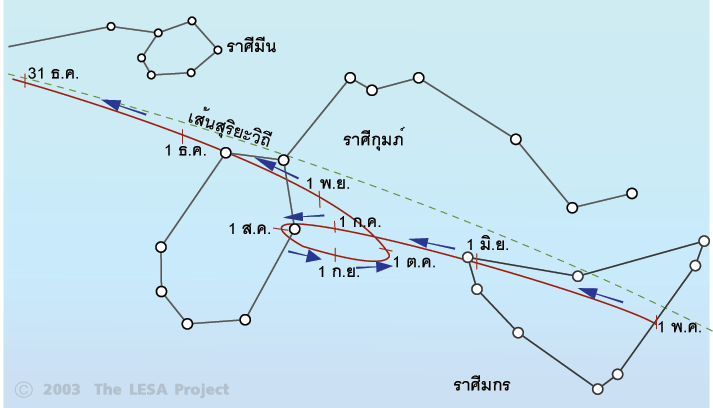 ราศีมีน
31 ธ.ค.
เส้นสุริยะวิถี
ราศีกุมภ์
1 ธ.ค.
1 พ.ย.
1 ส.ค.
1 ก.ค.
1 มิ.ย.
1 ก.ย.
1 ต.ค.
1 พ.ค.
ราศีมกร
© 2003 The LESA Project